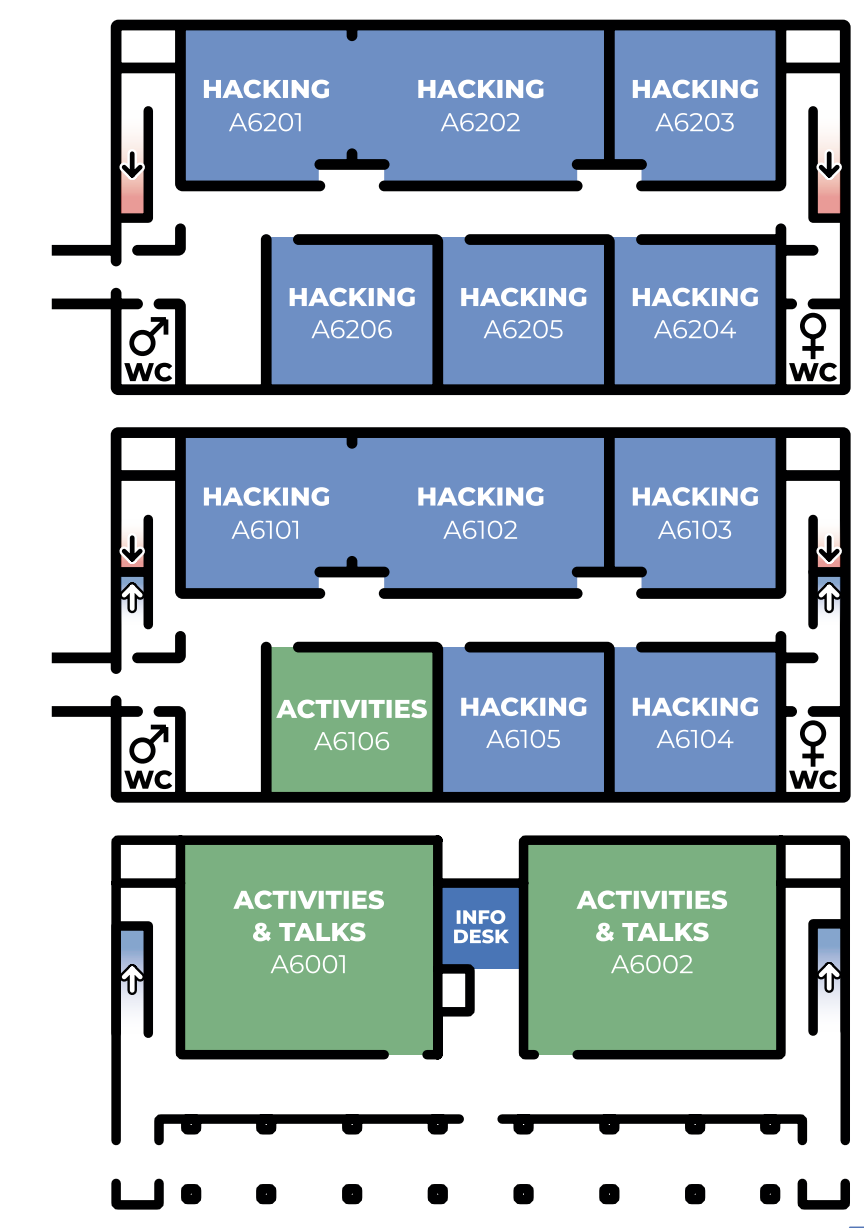 HACKING
A6201
HACKING
A6202
HACKING
A6203
HACKING
A6206
HACKING
A6205
HACKING
A6204
WC
WC
HACKING
A6101
HACKING
A6102
HACKING
A6103
ACTIVITIES
A6106
HACKING
A6105
HACKING
A6104
WC
WC
ACTIVITIES
& TALKS
A6001
INFO
DESK
ACTIVITIES
& TALKS
A6002